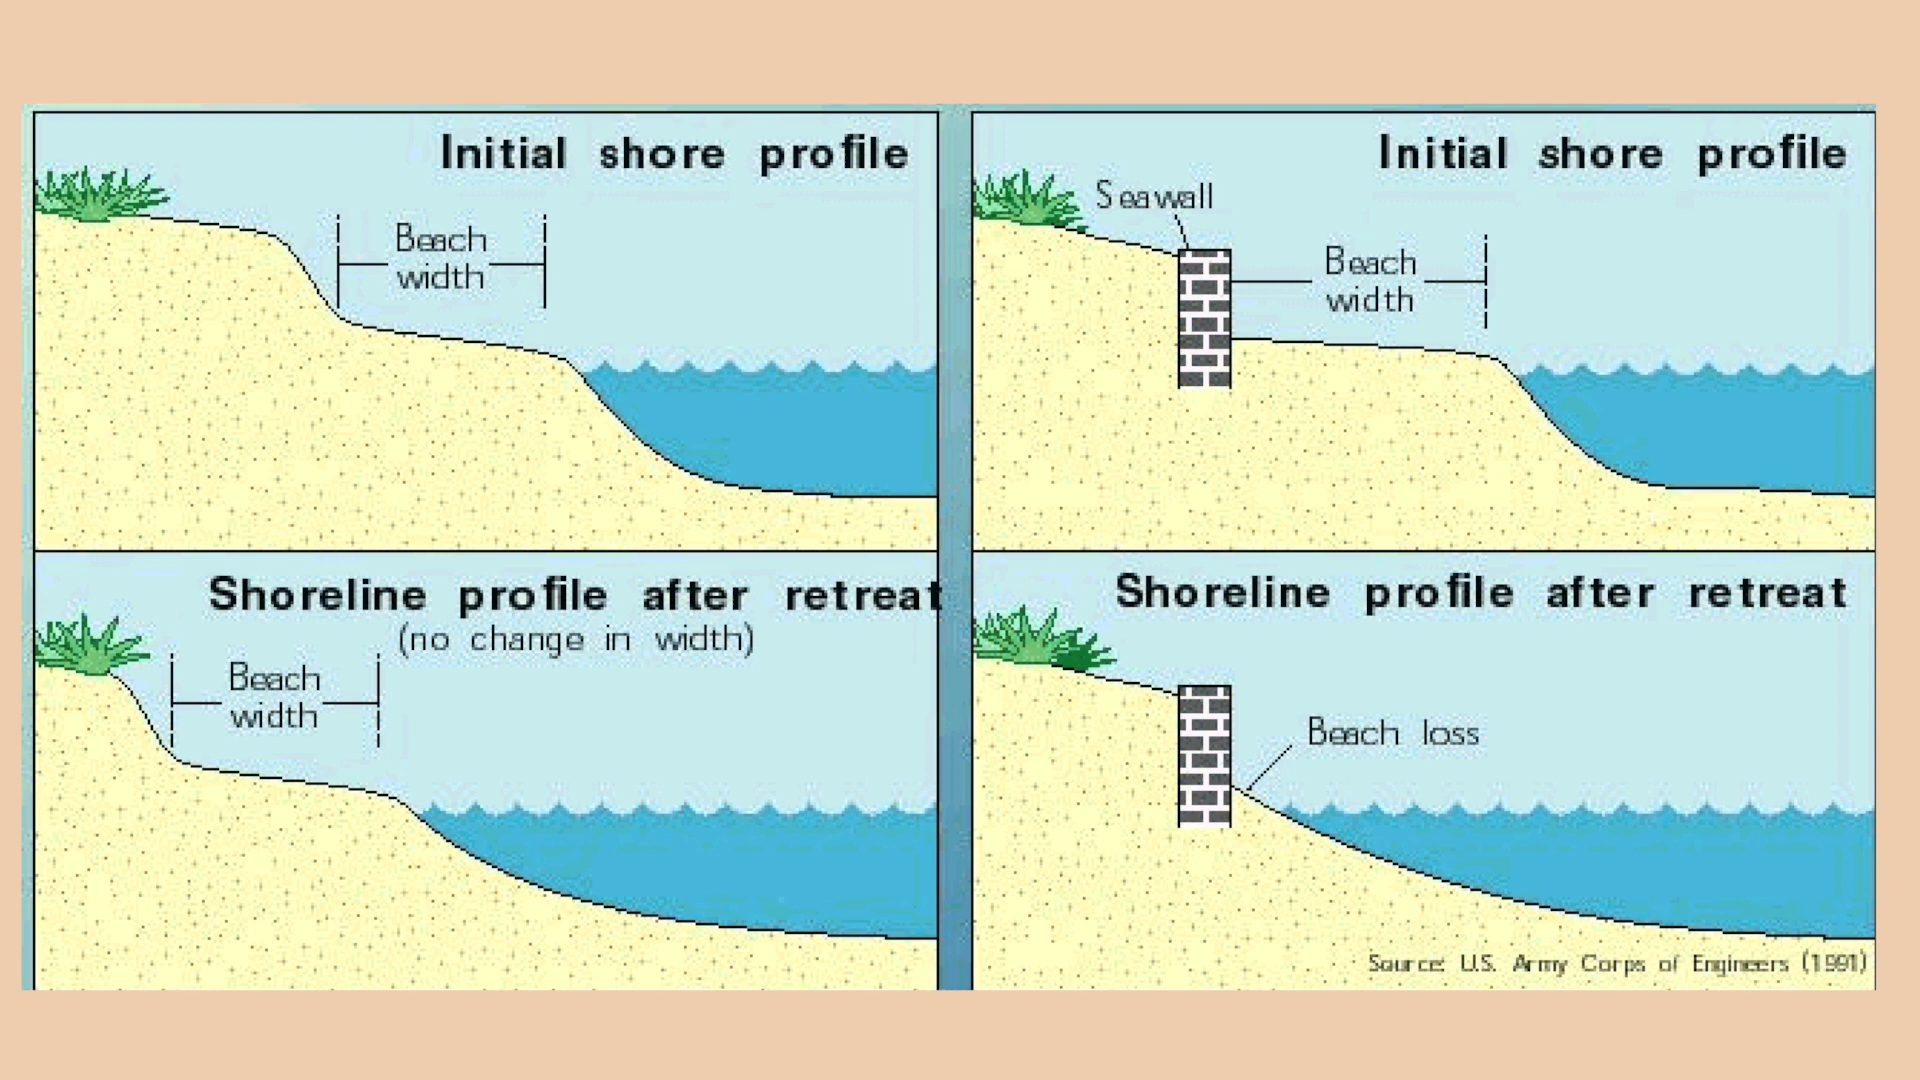 Initial shore profile
Beach
width
Initial shore profile
Seawall
Beach
width
Shoreline profile after retreat
(no change in width)
Beach
width
Shoreline profile after retreat
Beach loss
Source: U.S. Army Corps of Engineers (1991)